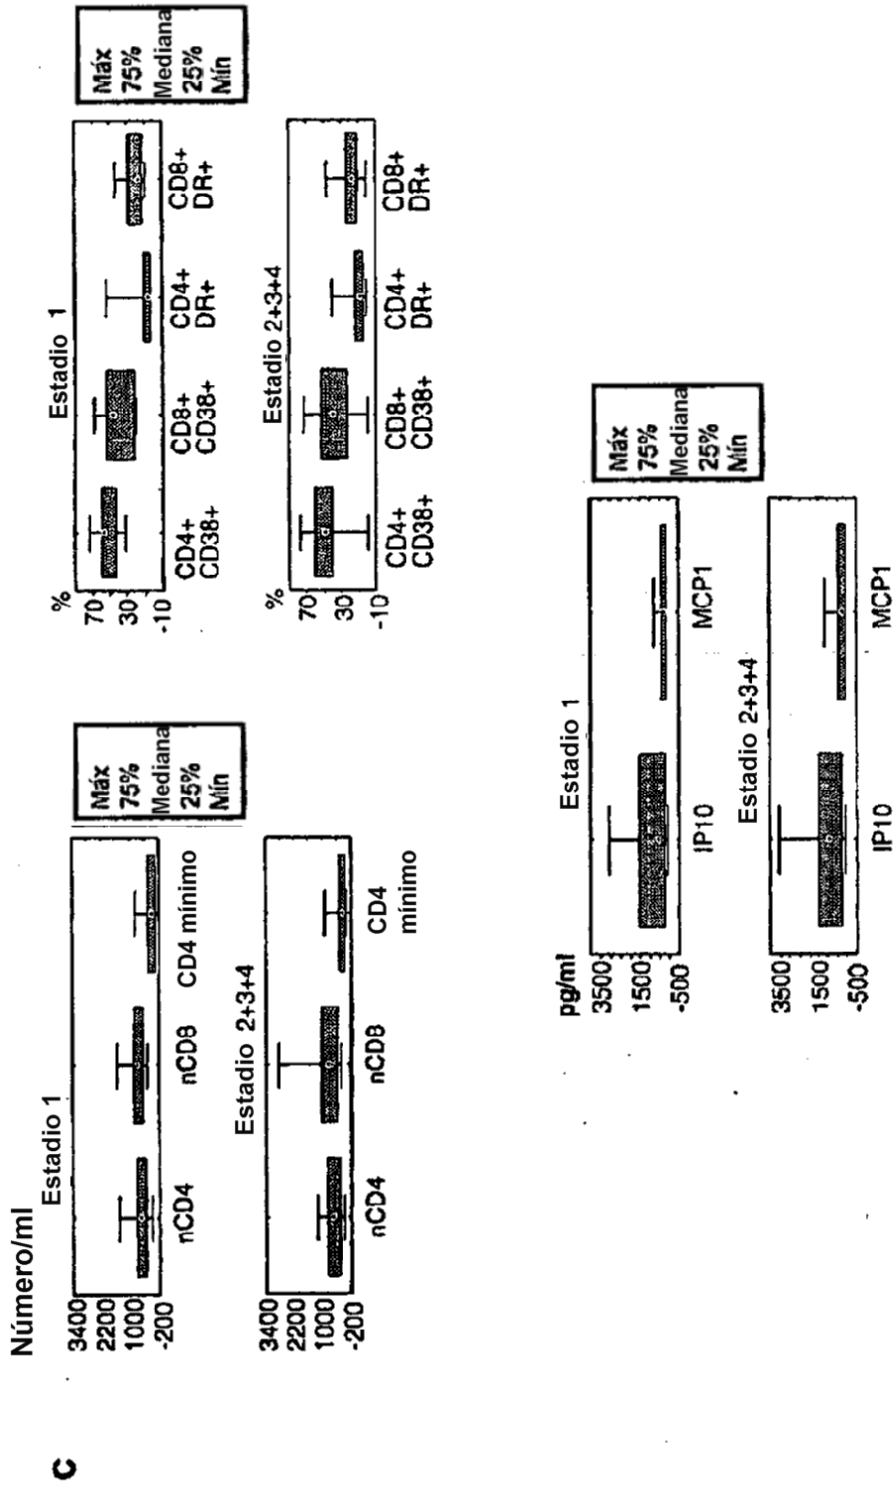 C
Número/ml
Estadio 1
3400
2200
1000
-200
nCD4
nCD8
CD4 mínimo
Máx
75%
Mediana
25%
Mín
Estadio 2+3+4
3400
2200
1000
-200
nCD4
nCD8
CD4
mínimo
%
Estadio 1
70
30
-10
CD4+
CD38+
CD8+
CD38+
CD4+
DR+
CD8+
DR+
Máx
75%
Mediana
25%
Mín
%
Estadio 2+3+4
70
30
-10
CD4+
CD38+
CD8+
CD38+
CD4+
DR+
CD8+
DR+
pg/ml
Estadio 1
3500
1500
-500
IP10
MCP1
Máx
75%
Mediana
25%
Mín
Estadio 2+3+4
3500
1500
-500
IP10
MCP1